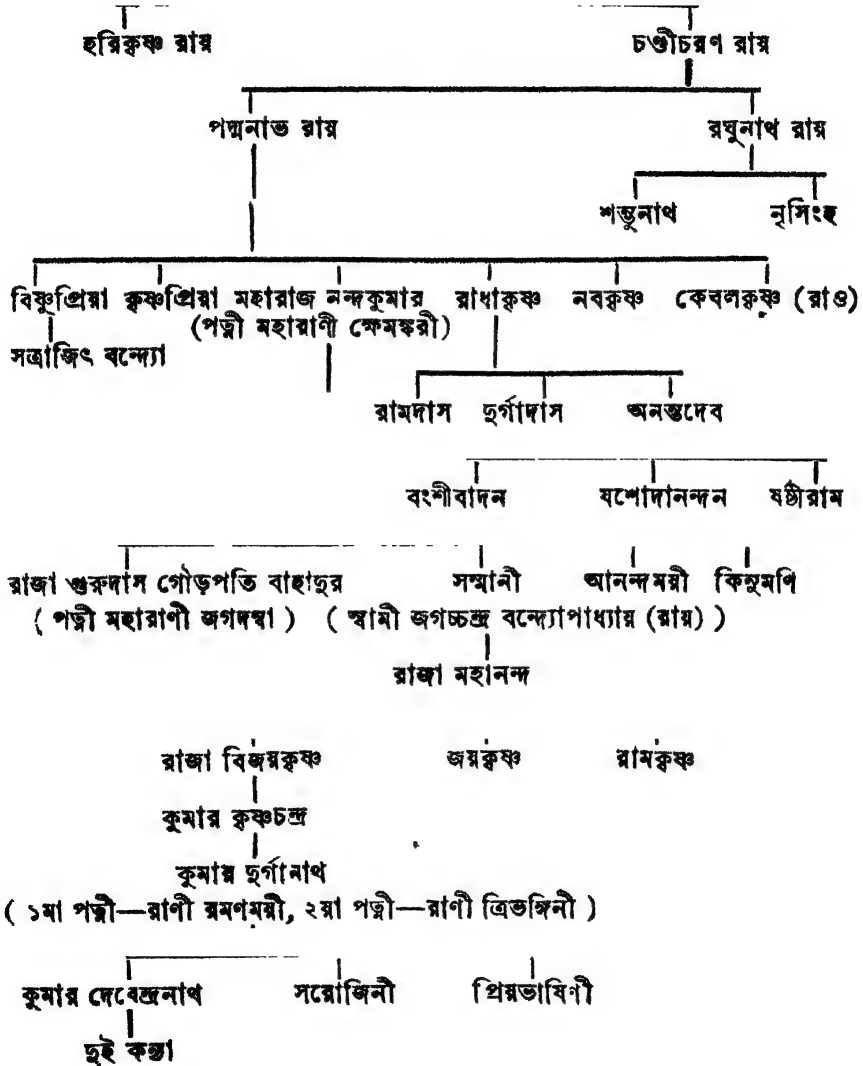 হরিকৃষ্ণ রায় চণ্ডীচরণ রায়
পদ্মনাভ রায় রঘুনাথ রায়
শম্ভুনাথ নৃসিংহ
বিষ্ণুপ্রিয়া কৃষ্ণপ্রিয়া মহারাজ নন্দকুমার রাধাকৃষ্ণ নবকৃষ্ণ কেবলকৃষ্ণ (রাও)
(পত্নী মহারাণী ক্ষেমঙ্করী)
সত্রাজিৎ বন্দ্যো
রামদাস দুর্গাদাস অনন্তদেব
বংশীবাদন যশোদানন্দন ষষ্ঠীরাম
রাজা গুরুদাস গৌড়পতি বাহাদুর সম্মানী আনন্দময়ী কিনুমণি
( পত্নী মহারাণী জগদম্বা ) ( স্বামী জগচ্চন্দ্র বন্দ্যোপাধ্যায় (রায়) )
রাজা মহানন্দ
রাজা বিজয়কৃষ্ণ জয়কৃষ্ণ রামকৃষ্ণ
কুমার কৃষ্ণচন্দ্র
কুমার দুর্গানাথ
( ১মা পত্নী—রাণী রমণময়ী, ২য়া পত্নী—রাণী ত্রিভঙ্গিনী )
কুমার দেবেন্দ্রনাথ সরোজিনী প্রিয়ভাষিণী
দুই কন্তা